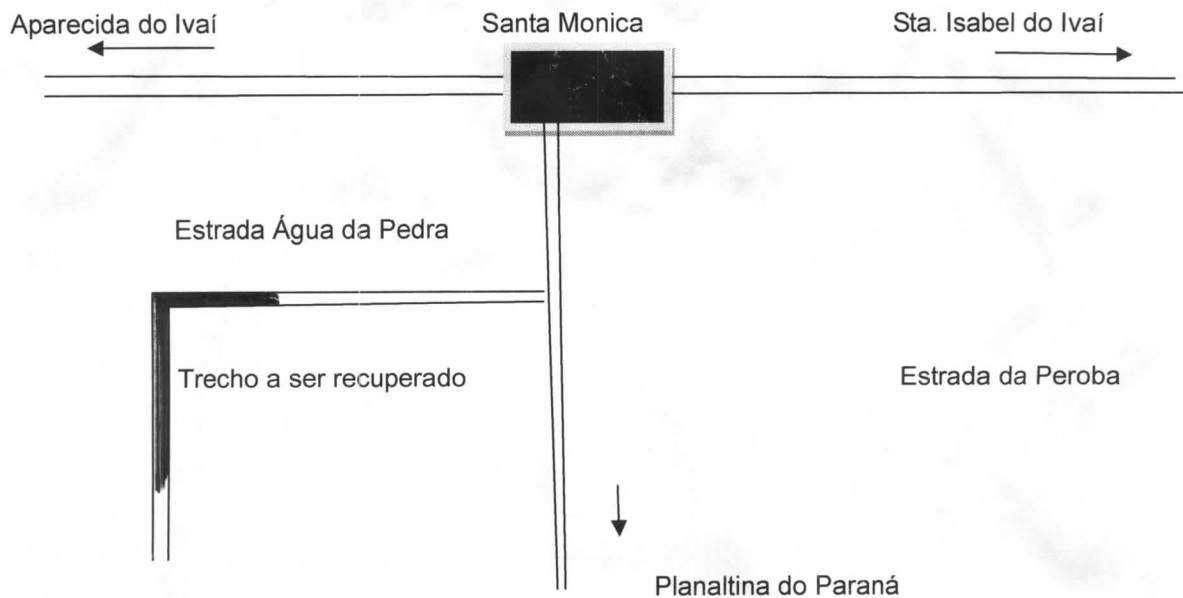 Aparecida do Ivaí
Santa Monica
Sta. Isabel do Ivaí
Estrada Água da Pedra
Trecho a ser recuperado
Estrada da Peroba
Planaltina do Paraná